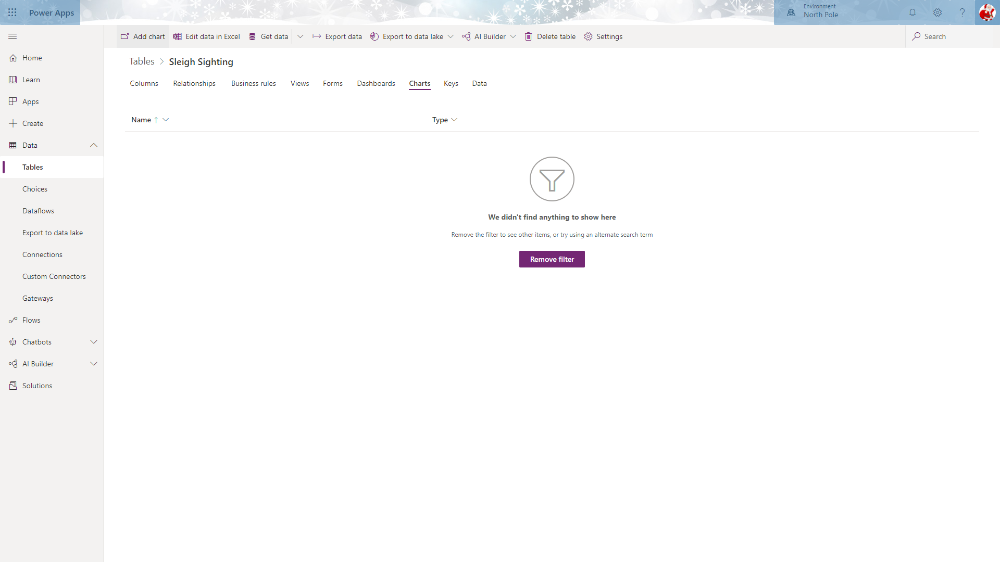 Power Apps
Environment
North Pole
Add chart
Edit data in Excel
Get data
Export data
Export to data lake
AI Builder
Delete table
Settings
Search
Home
Learn
Apps
Create
Data
Tables
Choices
Dataflows
Export to data lake
Connections
Custom Connectors
Gateways
Flows
Chatbots
AI Builder
Solutions
Tables > Sleigh Sighting
Columns
Relationships
Business rules
Views
Forms
Dashboards
Charts
Keys
Data
Name ↑
Type
We didn't find anything to show here
Remove the filter to see other items, or try using an alternate search term
Remove filter